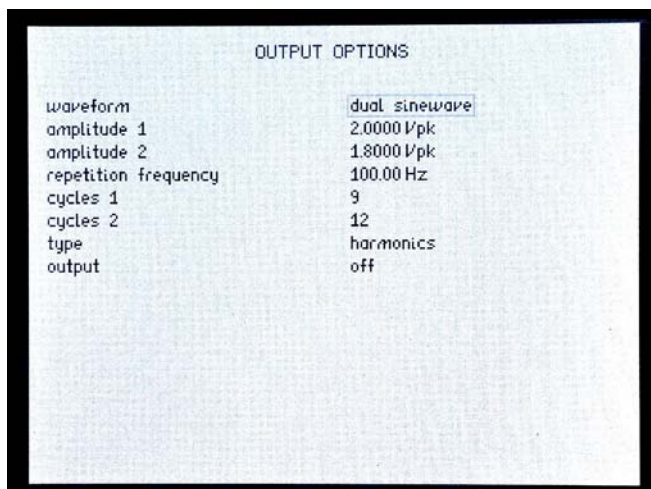 OUTPUT OPTIONS
waveform dual sinewave
amplitude 1 2.0000 Vpk
amplitude 2 1.8000 Vpk
repetition frequency 100.00 Hz
cycles 1 9
cycles 2 12
type harmonics
output off